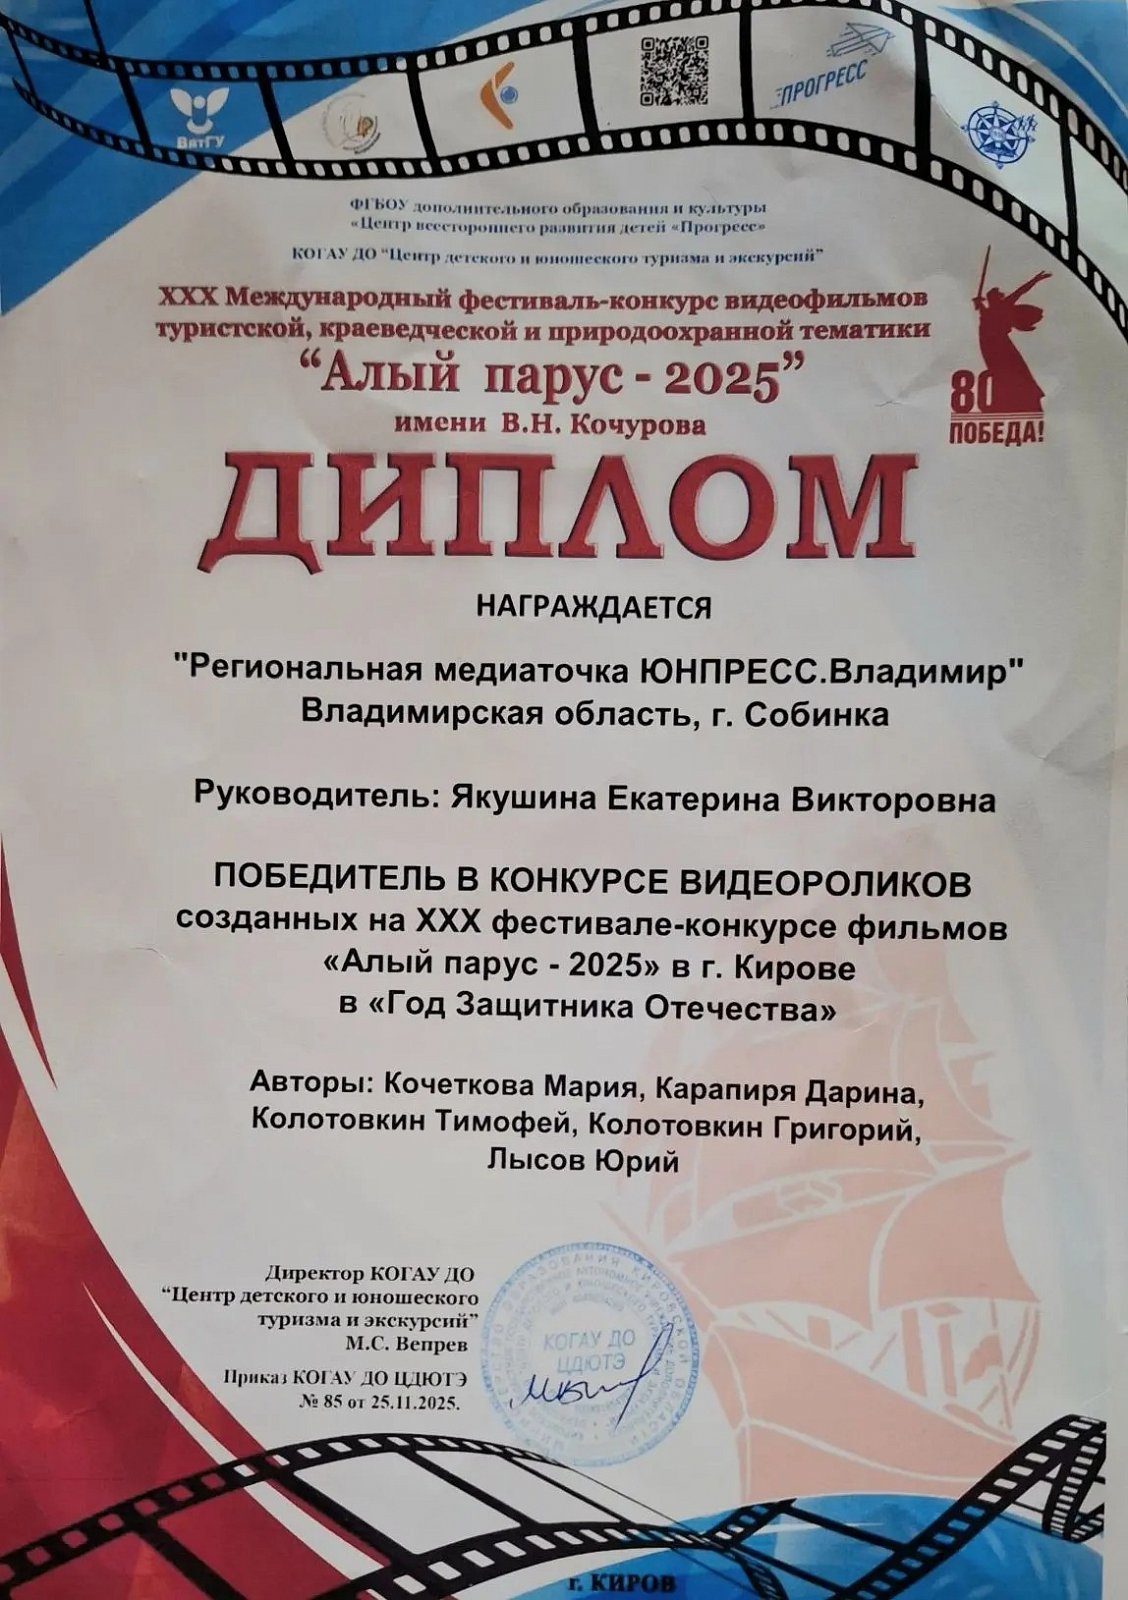 ВятГУ
ПРОГРЕСС
ФГБОУ дополнительного образования и культуры
«Центр всестороннего развития детей «Прогресс»
КОГАУ ДО “Центр детского и юношеского туризма и экскурсий”
XXX Международный фестиваль-конкурс видеофильмов
туристской, краеведческой и природоохранной тематики
“Алый парус - 2025”
имени В.Н. Кочурова
80
ПОБЕДА!
ДИПЛОМ
НАГРАЖДАЕТСЯ
"Региональная медиаточка ЮНПРЕСС.Владимир"
Владимирская область, г. Собинка
Руководитель: Якушина Екатерина Викторовна
ПОБЕДИТЕЛЬ В КОНКУРСЕ ВИДЕОРОЛИКОВ
созданных на XXX фестивале-конкурсе фильмов
«Алый парус - 2025» в г. Кирове
в «Год Защитника Отечества»
Авторы: Кочеткова Мария, Карапиря Дарина,
Колотовкин Тимофей, Колотовкин Григорий,
Лысов Юрий
Директор КОГАУ ДО
“Центр детского и юношеского
туризма и экскурсий”
М.С. Вепрев
Приказ КОГАУ ДО ЦДЮТЭ
№ 85 от 25.11.2025.
КОГАУ ДО
ЦДЮТЭ
г. КИРОВ